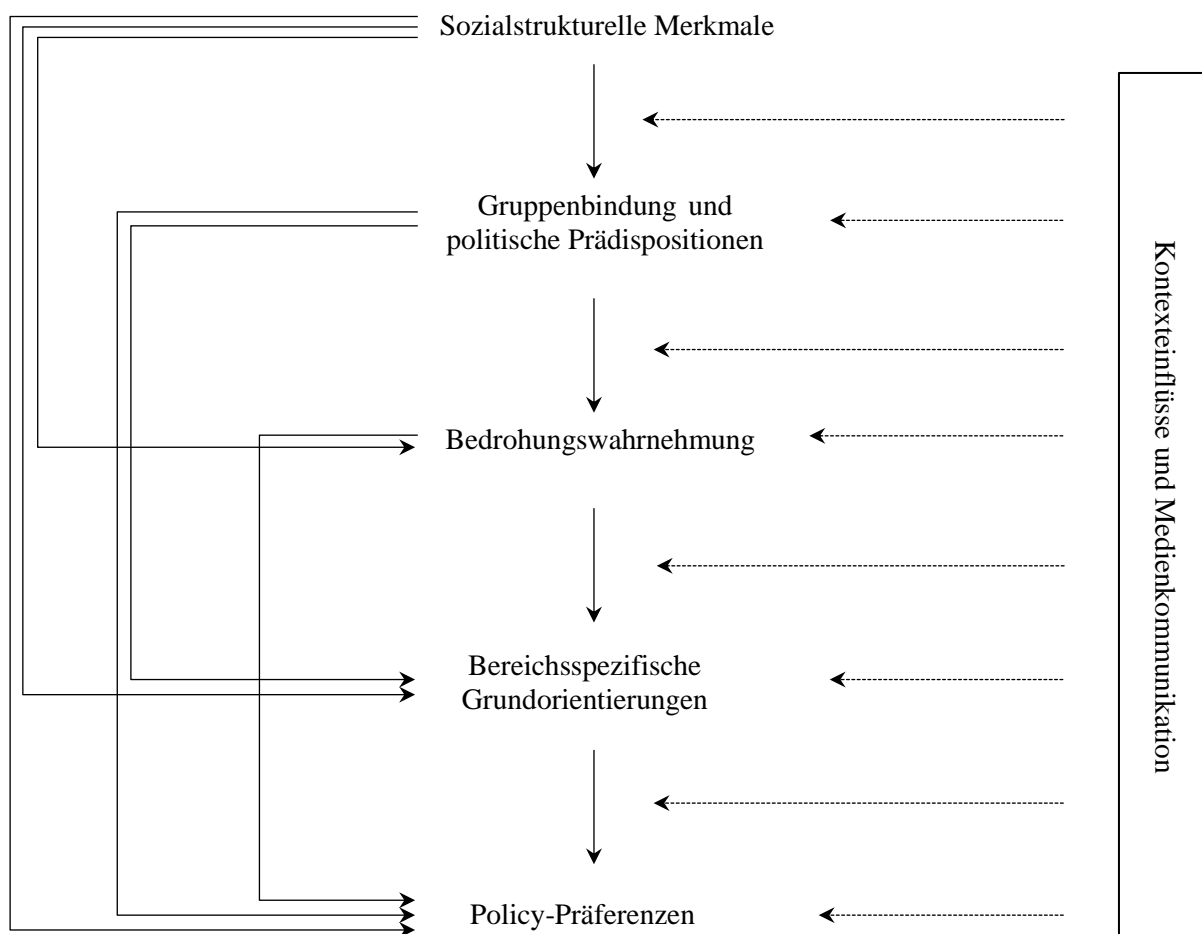 Sozialstrukturelle Merkmale
Gruppenbindung und
politische Prädispositionen
Bedrohungswahrnehmung
Bereichsspezifische
Grundorientierungen
Policy-Präferenzen
Kontexteinflüsse und Medienkommunikation